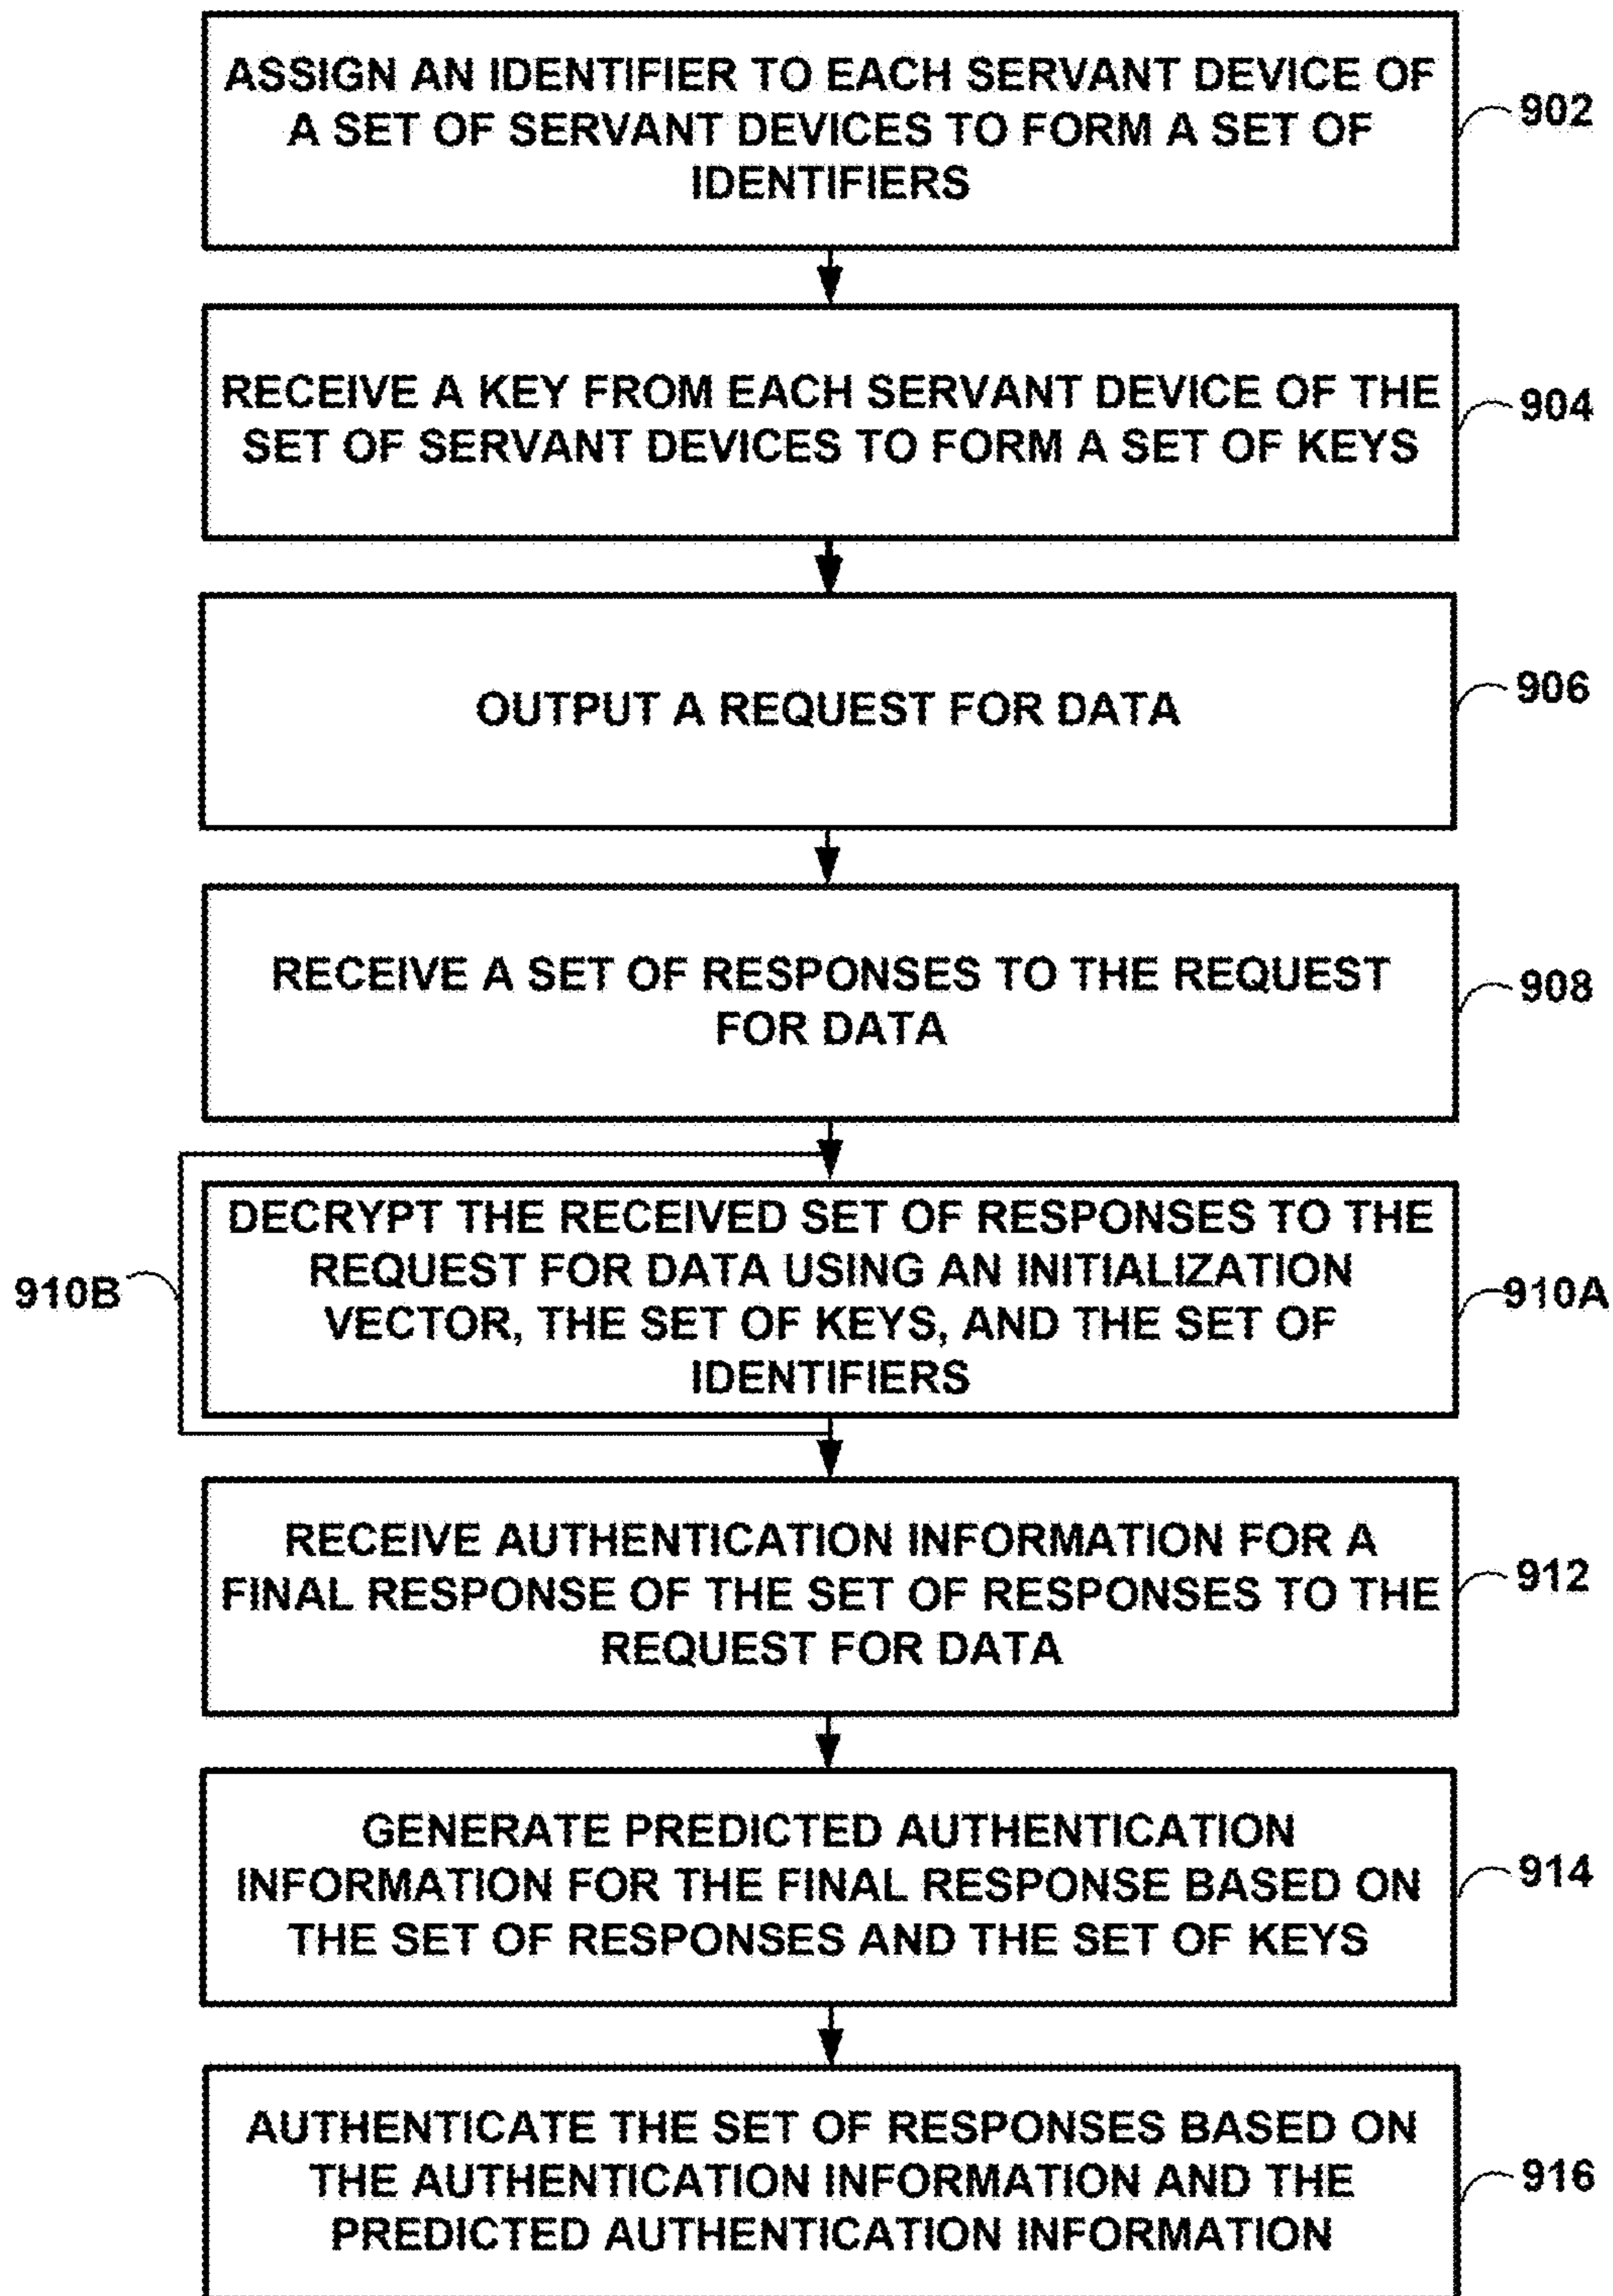 ASSIGN AN IDENTIFIER TO EACH SERVANT DEVICE OF
A SET OF SERVANT DEVICES TO FORM A SET OF
IDENTIFIERS
902
RECEIVE A KEY FROM EACH SERVANT DEVICE OF THE
SET OF SERVANT DEVICES TO FORM A SET OF KEYS
904
OUTPUT A REQUEST FOR DATA
906
RECEIVE A SET OF RESPONSES TO THE REQUEST
FOR DATA
908
DECRYPT THE RECEIVED SET OF RESPONSES TO THE
REQUEST FOR DATA USING AN INITIALIZATION
VECTOR, THE SET OF KEYS, AND THE SET OF
IDENTIFIERS
910B
910A
RECEIVE AUTHENTICATION INFORMATION FOR A
FINAL RESPONSE OF THE SET OF RESPONSES TO THE
REQUEST FOR DATA
912
GENERATE PREDICTED AUTHENTICATION
INFORMATION FOR THE FINAL RESPONSE BASED ON
THE SET OF RESPONSES AND THE SET OF KEYS
914
AUTHENTICATE THE SET OF RESPONSES BASED ON
THE AUTHENTICATION INFORMATION AND THE
PREDICTED AUTHENTICATION INFORMATION
916